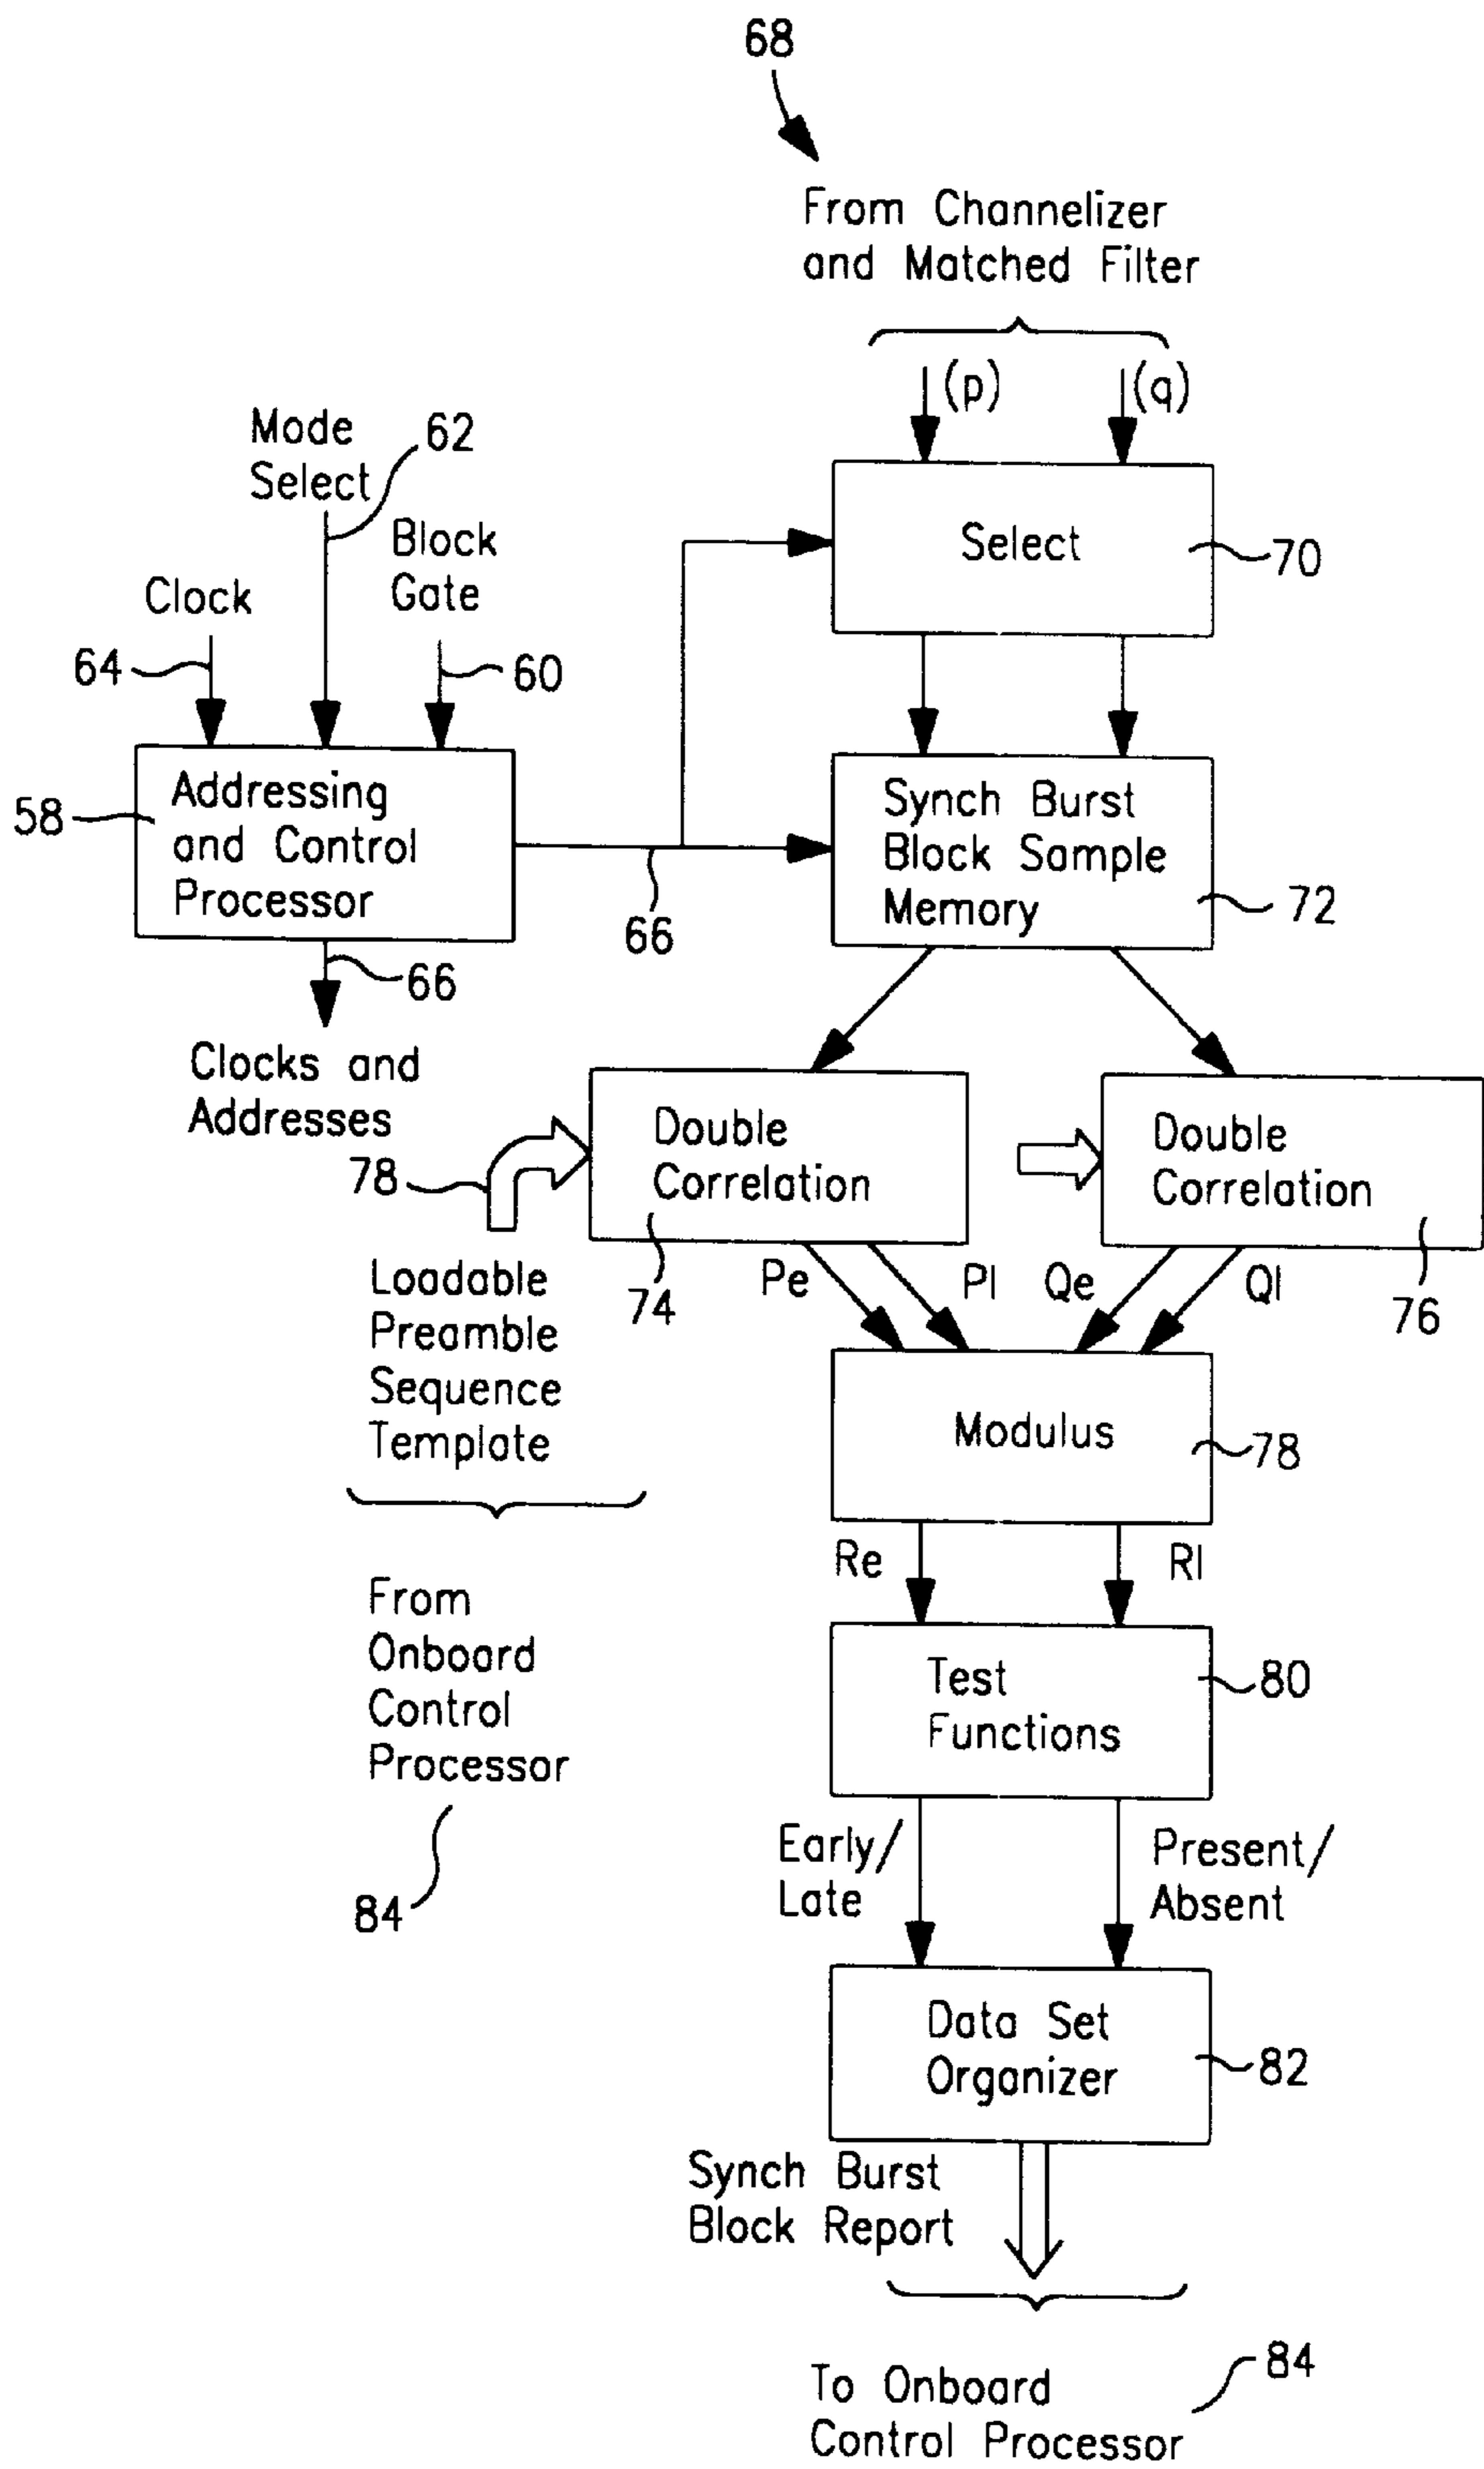 68
From Channelizer
and Matched Filter
(p)
(q)
Mode
Select
62
Block
Gate
Clock
64
60
Select
70
Addressing
and Control
Processor
58
66
66
Clocks and
Addresses
Synch Burst
Block Sample
Memory
72
78
Double
Correlation
74
Double
Correlation
76
Loadable
Preamble
Sequence
Template
Pe
Pl
Qe
Ql
Modulus
78
From
Onboard
Control
Processor
84
Re
Rl
Test
Functions
80
Early/
Late
Present/
Absent
Data Set
Organizer
82
Synch Burst
Block Report
To Onboard
Control Processor
84